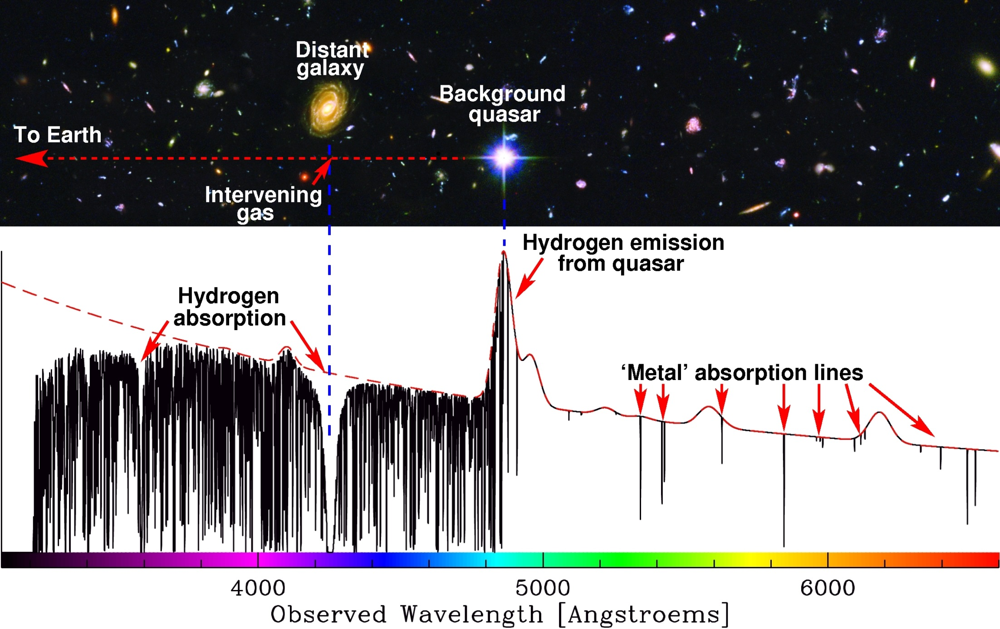 Distant
galaxy
Background
quasar
To Earth
Intervening
gas
Hydrogen emission
from quasar
Hydrogen
absorption
‘Metal’ absorption lines
4000 5000 6000
Observed Wavelength [Angstroems]